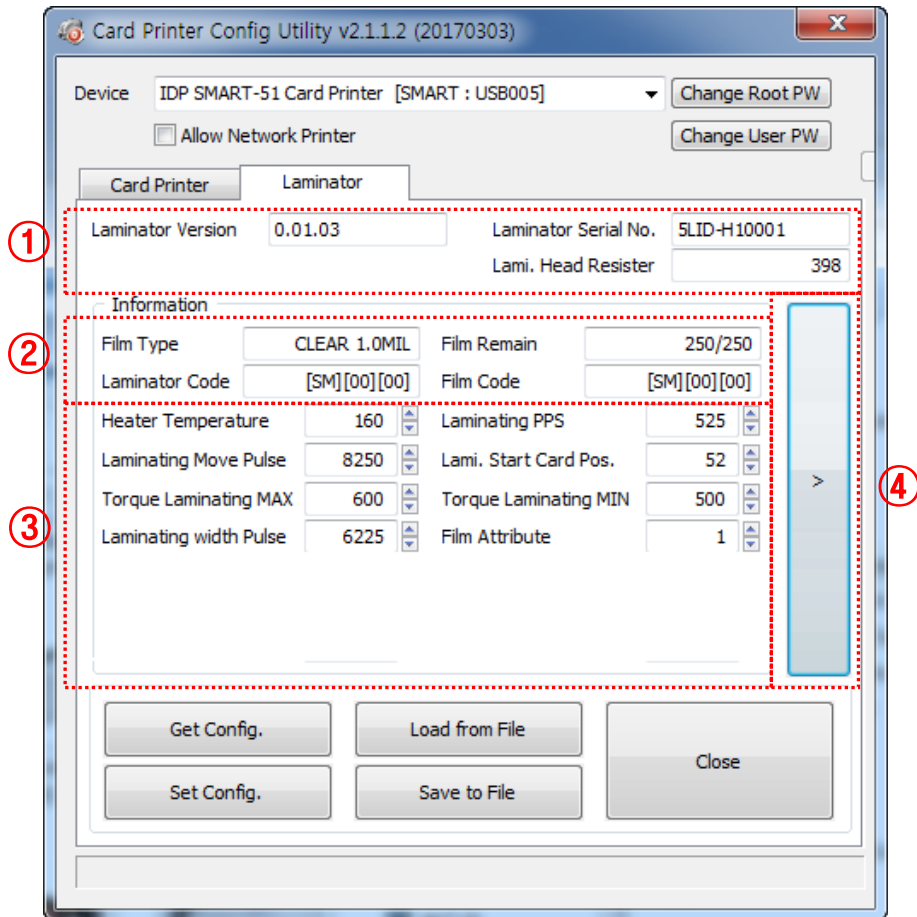 Card Printer Config Utility v2.1.1.2 (20170303)
Device IDP SMART-51 Card Printer [SMART : USB005] Change Root PW
Allow Network Printer Change User PW
Card Printer Laminator
① Laminator Version 0.01.03 Laminator Serial No. 5LID-H10001
Lami. Head Resister 398
Information
② Film Type CLEAR 1.0MIL Film Remain 250/250
Laminator Code [SM][00][00] Film Code [SM][00][00]
③ Heater Temperature 160 Laminating PPS 525
Laminating Move Pulse 8250 Lami. Start Card Pos. 52
Torque Laminating MAX 600 Torque Laminating MIN 500
Laminating width Pulse 6225 Film Attribute 1
> ④
Get Config. Load from File Close
Set Config. Save to File